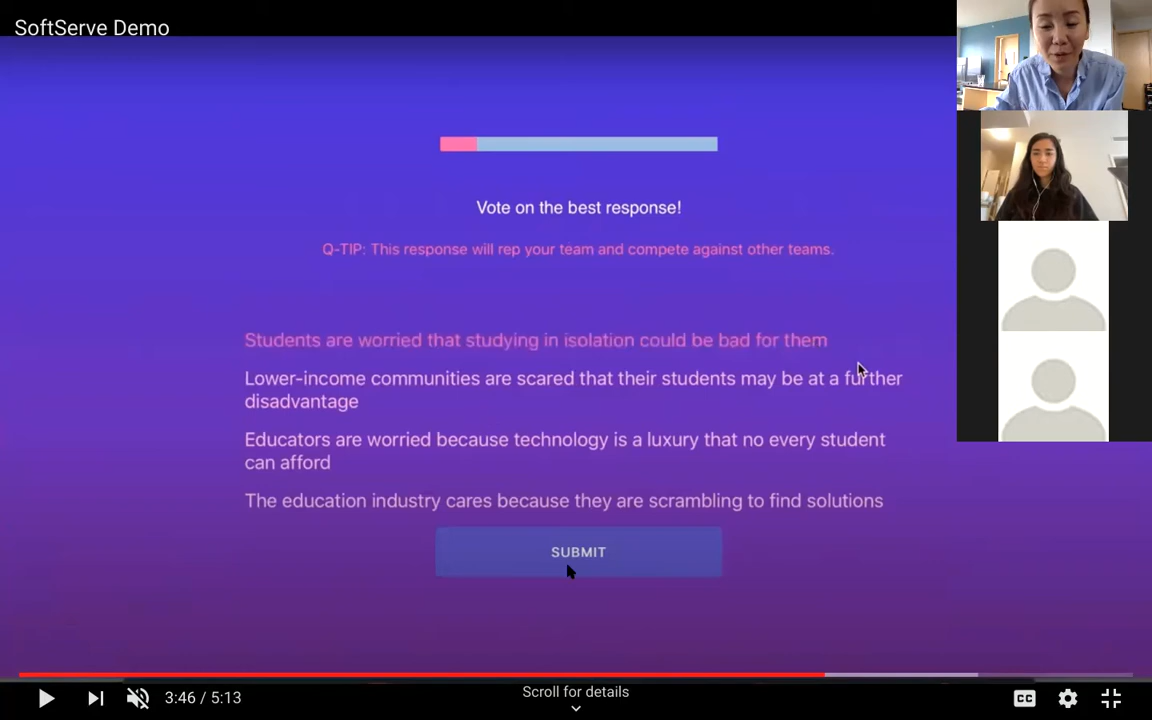 SoftServe Demo
Vote on the best response!
Q-TIP: This response will rep your team and compete against other teams.
Students are worried that studying in isolation could be bad for them
Lower-income communities are scared that their students may be at a further
disadvantage
Educators are worried because technology is a luxury that no every student
can afford
The education industry cares because they are scrambling to find solutions
SUBMIT
Scroll for details
3:46 / 5:13
CC